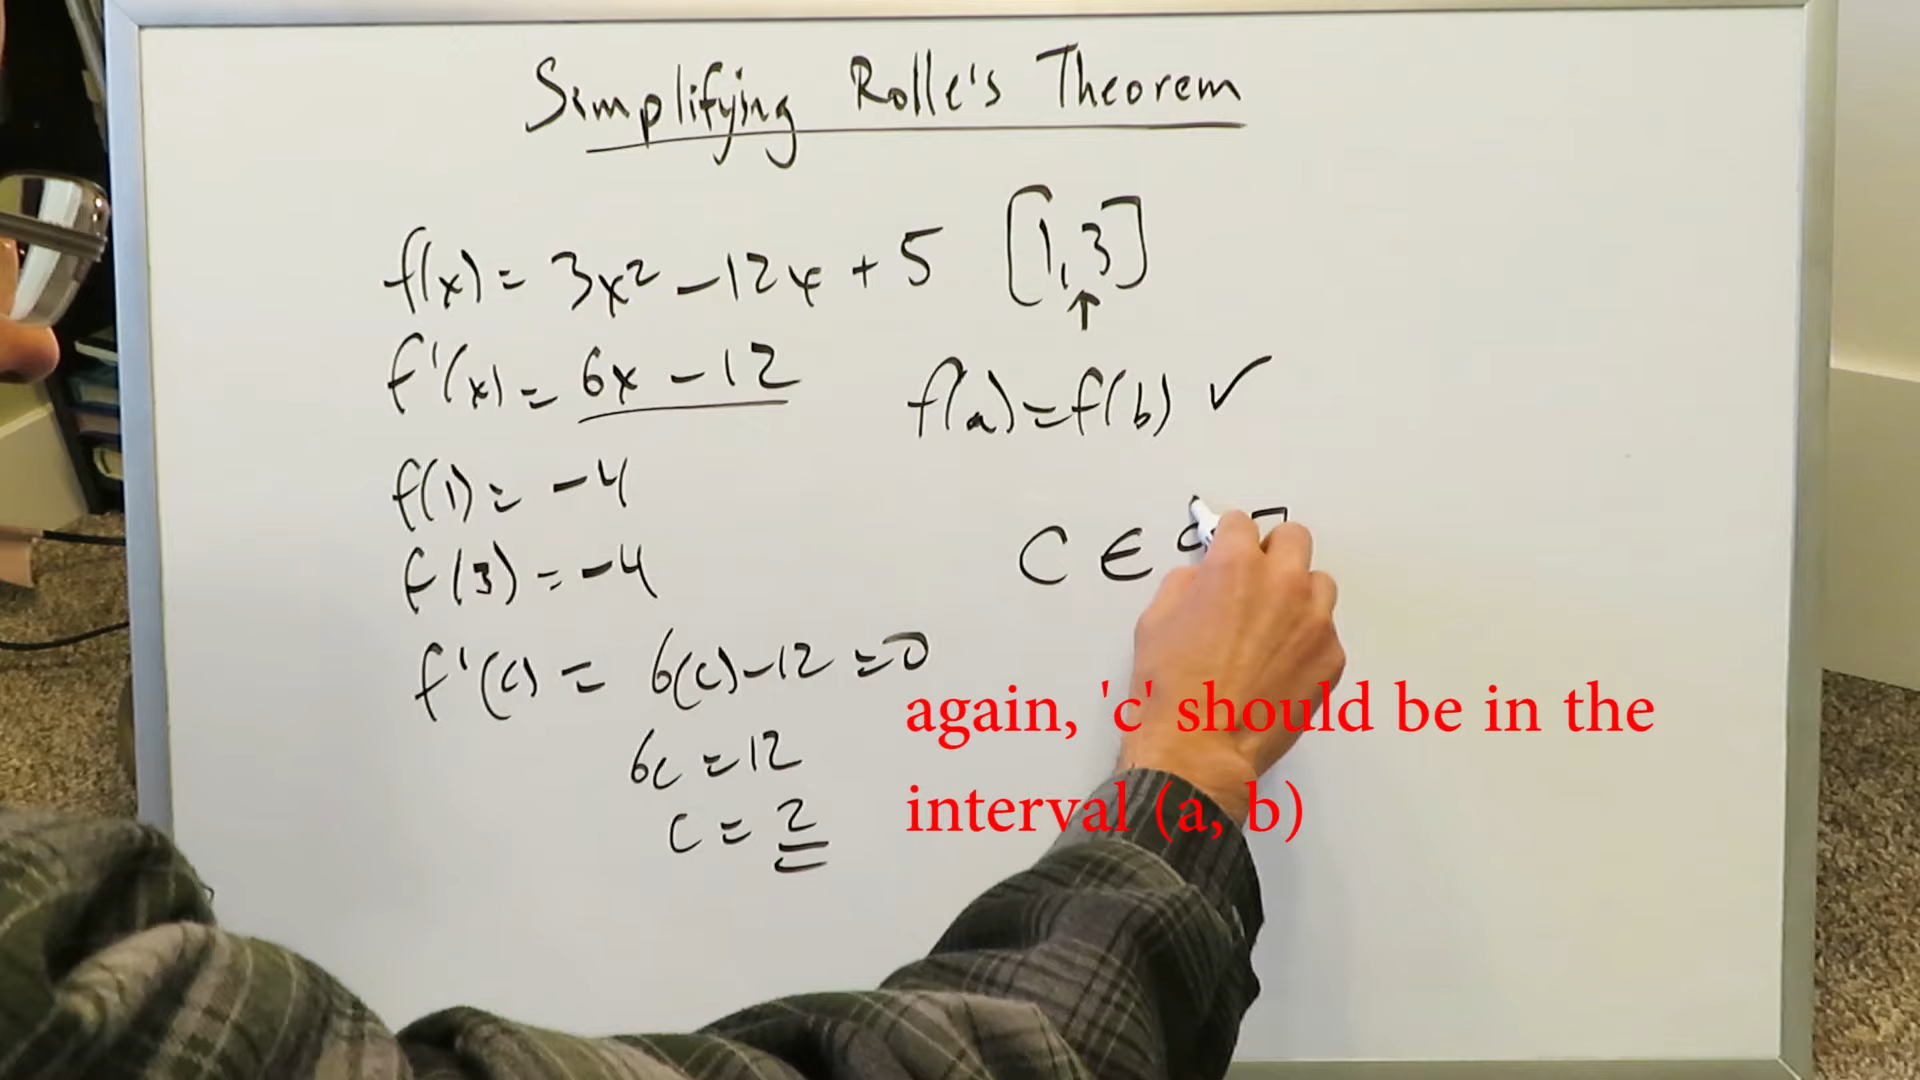 Simplifying Rolle's Theorem
f(x) = 3x² - 12x + 5 [1,3]
↑
f'(x) = 6x - 12
f(a) = f(b) ✓
f(1) = -4
C ∈
f(3) = -4
f'(c) = 6(c) - 12 = 0
6c = 12
c = 2
again, 'c' should be in the
interval (a, b)